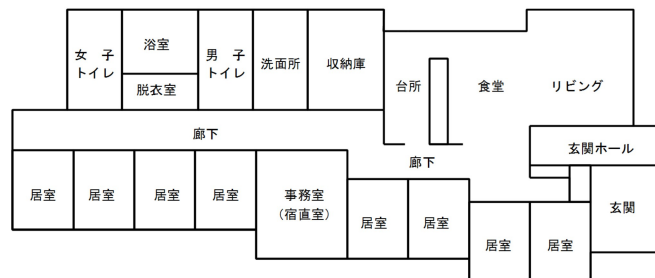 女　子
トイレ
浴室
脱衣室
男　子
トイレ
洗面所
収納庫
台所
食堂
リビング
廊下
玄関ホール
廊下
居室
居室
居室
居室
事務室
（宿直室）
居室
居室
居室
居室
玄関